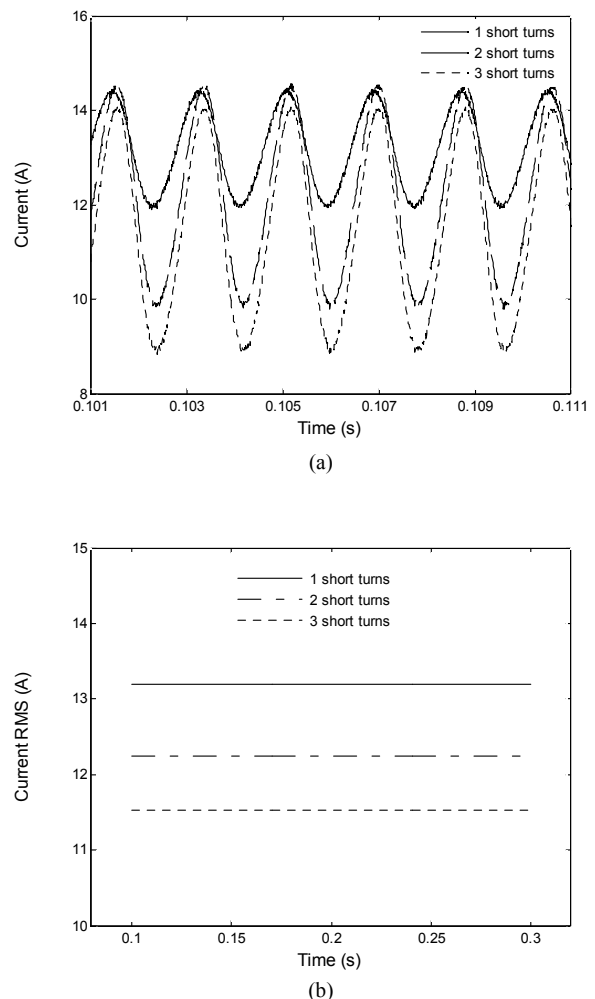 16
1 short turns
2 short turns
3 short turns
14
12
10
8
0.101 0.103 0.105 0.107 0.109 0.111
Current (A)
Time (s)
(a)
15
1 short turns
2 short turns
3 short turns
14
13
12
11
10
0.1 0.15 0.2 0.25 0.3
Current RMS (A)
Time (s)
(b)